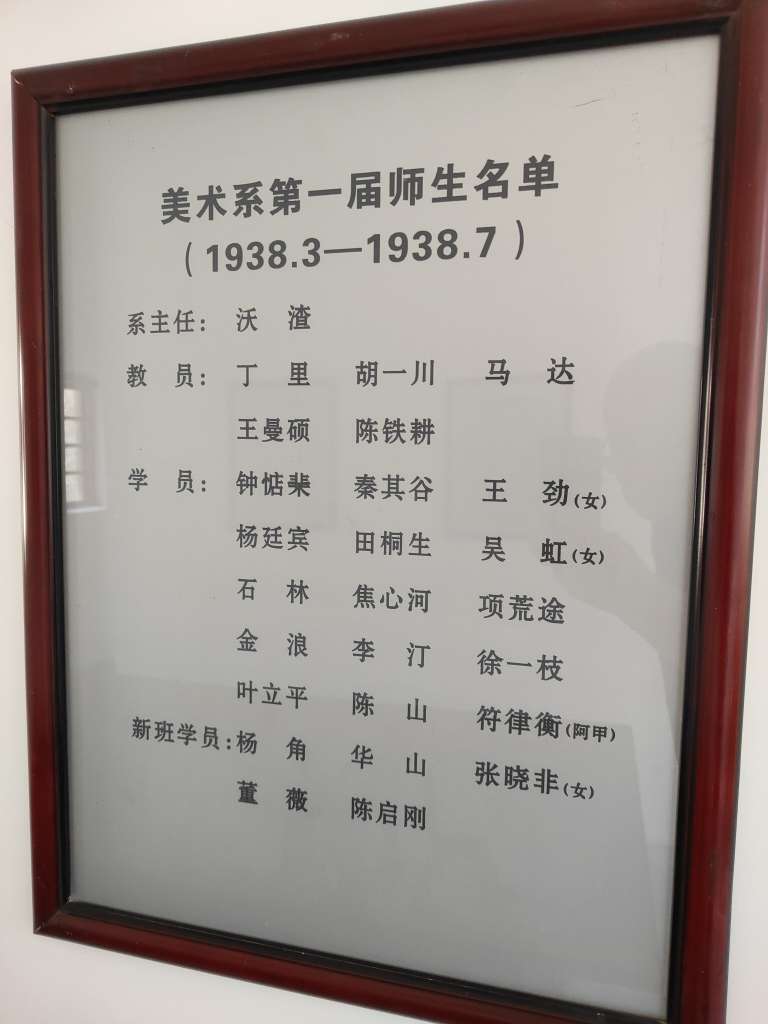 美术系第一届师生名单
(1938.3—1938.7)
系主任: 沃 渣
教 员: 丁 里 胡一川 马 达
王曼硕 陈铁耕
学 员: 钟惦棐 秦其谷 王 劲(女)
杨廷宾 田桐生 吴 虹(女)
石 林 焦心河 项荒途
金 浪 李 汀 徐一枝
叶立平 陈 山 符律衡(阿甲)
新班学员: 杨 角 华 山 张晓非(女)
董 薇 陈启刚